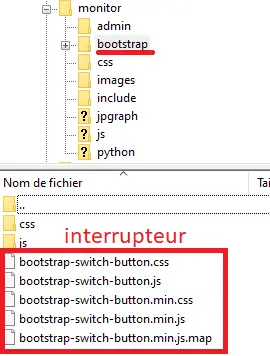 monitor
admin
bootstrap
css
images
include
jpgraph
js
python
Nom de fichier
Tai
..
css
js
interrupteur
bootstrap-switch-button.css
bootstrap-switch-button.js
bootstrap-switch-button.min.css
bootstrap-switch-button.min.js
bootstrap-switch-button.min.js.map